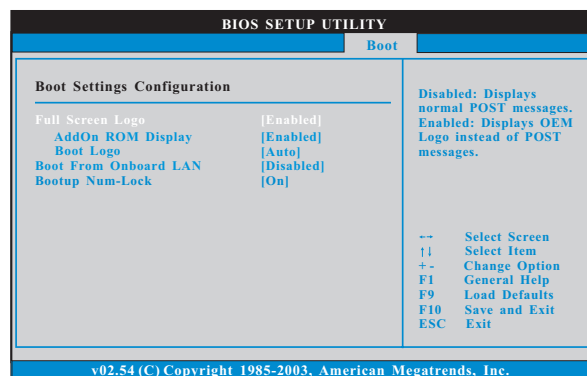 BIOS SETUP UTILITY
Boot
Boot Settings Configuration
Full Screen Logo [Enabled]
AddOn ROM Display [Enabled]
Boot Logo [Auto]
Boot From Onboard LAN [Disabled]
Bootup Num-Lock [On]
Disabled: Displays
normal POST messages.
Enabled: Displays OEM
Logo instead of POST
messages.
←→ Select Screen
↑↓ Select Item
+ - Change Option
F1 General Help
F9 Load Defaults
F10 Save and Exit
ESC Exit
v02.54 (C) Copyright 1985-2003, American Megatrends, Inc.